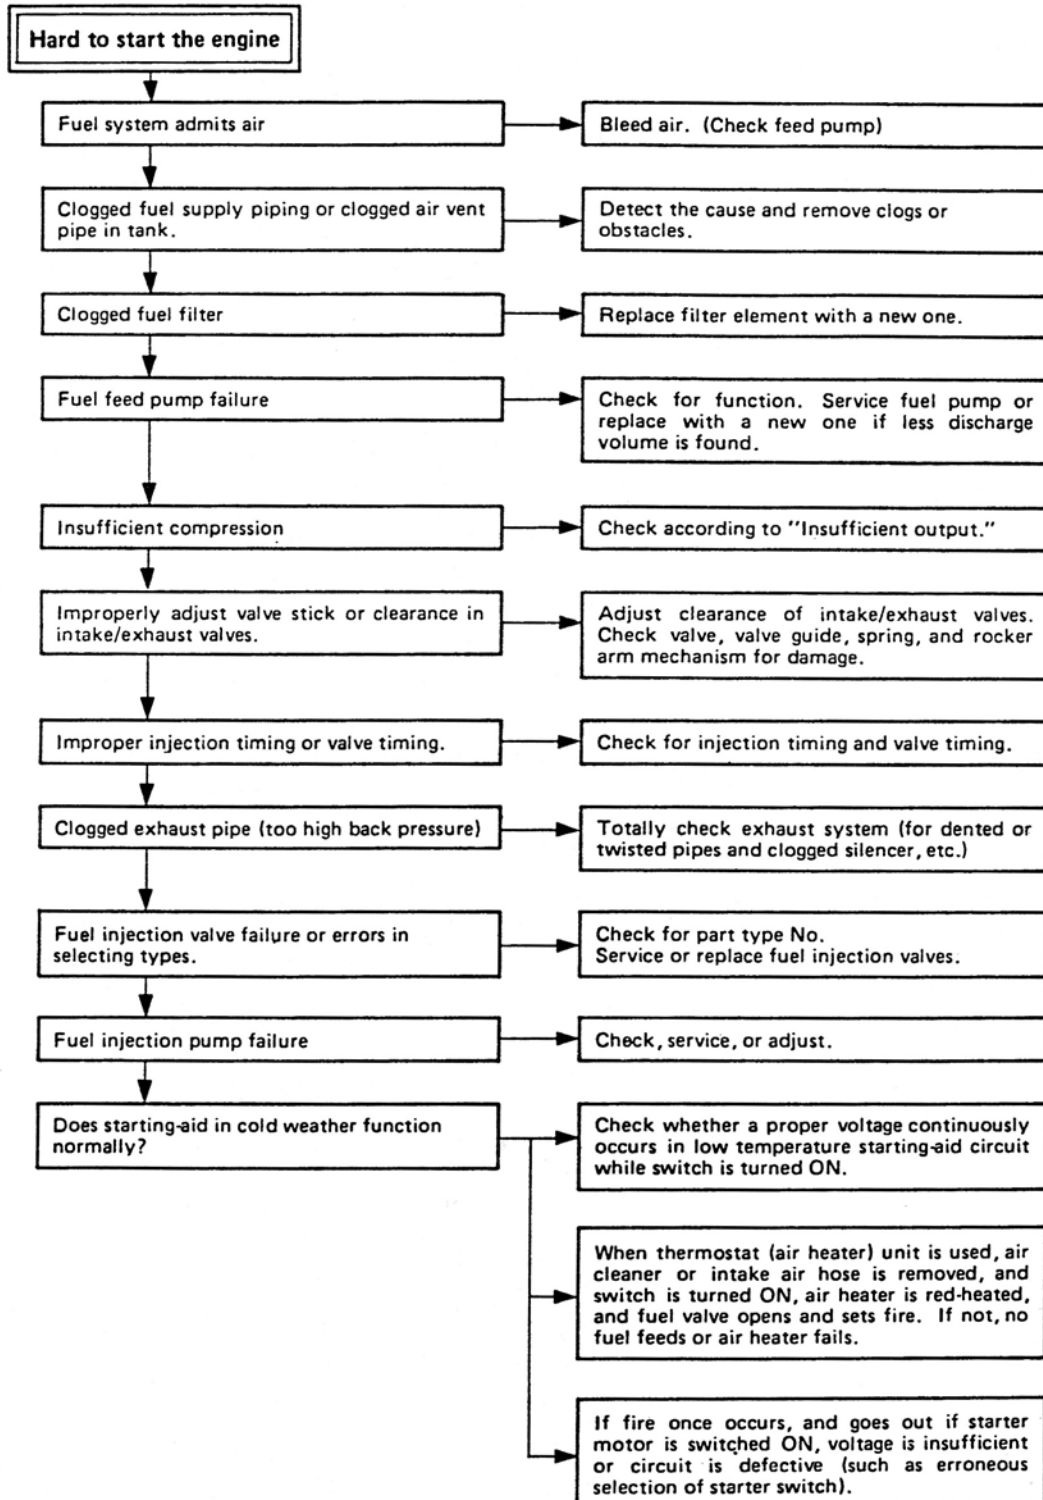 Hard to start the engine
Fuel system admits air
Bleed air. (Check feed pump)
Clogged fuel supply piping or clogged air vent
pipe in tank.
Detect the cause and remove clogs or
obstacles.
Clogged fuel filter
Replace filter element with a new one.
Fuel feed pump failure
Check for function. Service fuel pump or
replace with a new one if less discharge
volume is found.
Insufficient compression
Check according to "Insufficient output."
Improperly adjust valve stick or clearance in
intake/exhaust valves.
Adjust clearance of intake/exhaust valves.
Check valve, valve guide, spring, and rocker
arm mechanism for damage.
Improper injection timing or valve timing.
Check for injection timing and valve timing.
Clogged exhaust pipe (too high back pressure)
Totally check exhaust system (for dented or
twisted pipes and clogged silencer, etc.)
Fuel injection valve failure or errors in
selecting types.
Check for part type No.
Service or replace fuel injection valves.
Fuel injection pump failure
Check, service, or adjust.
Does starting-aid in cold weather function
normally?
Check whether a proper voltage continuously
occurs in low temperature starting-aid circuit
while switch is turned ON.
When thermostat (air heater) unit is used, air
cleaner or intake air hose is removed, and
switch is turned ON, air heater is red-heated,
and fuel valve opens and sets fire. If not, no
fuel feeds or air heater fails.
If fire once occurs, and goes out if starter
motor is switched ON, voltage is insufficient
or circuit is defective (such as erroneous
selection of starter switch).